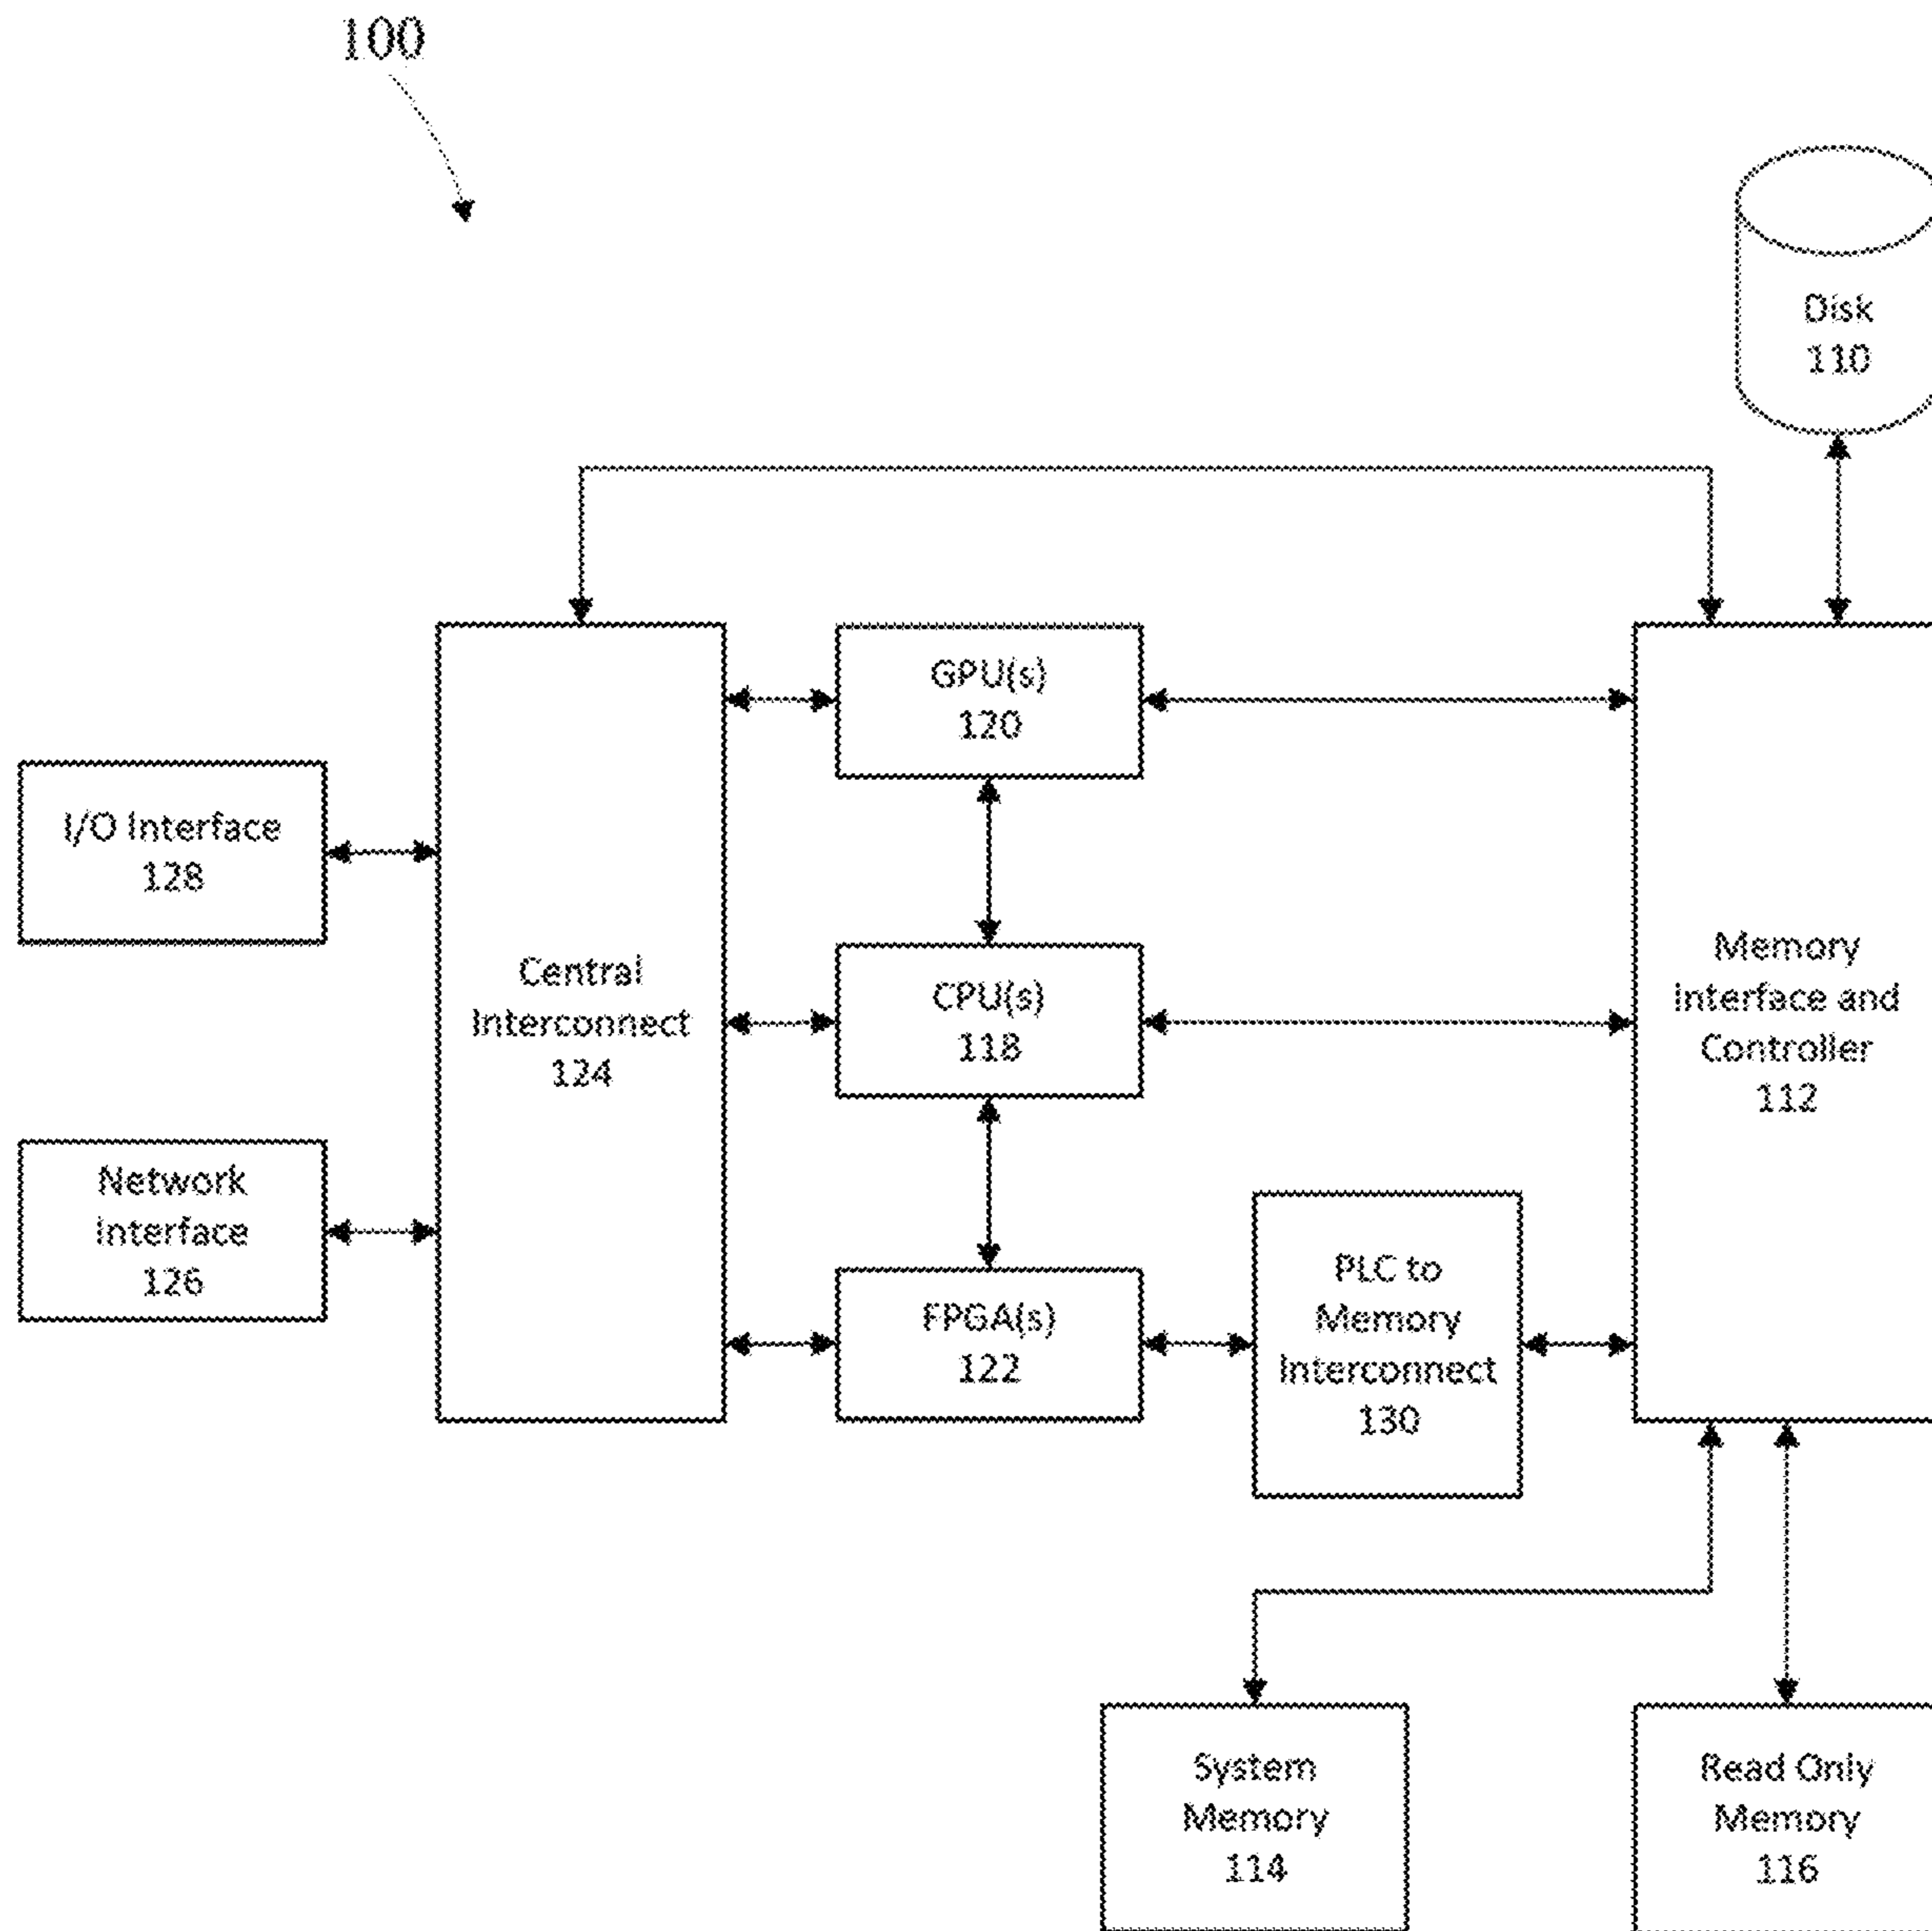 100
Disk
110
GPU(s)
120
I/O Interface
128
Central
Interconnect
124
CPU(s)
118
Memory
Interface and
Controller
112
Network
Interface
126
FPGA(s)
122
PLC to
Memory
Interconnect
130
System
Memory
114
Read Only
Memory
116